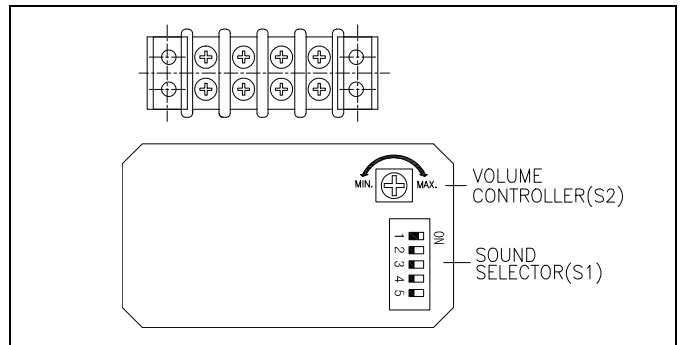 MIN. MAX.
VOLUME
CONTROLLER(S2)
ON
1
2
3
4
5
SOUND
SELECTOR(S1)